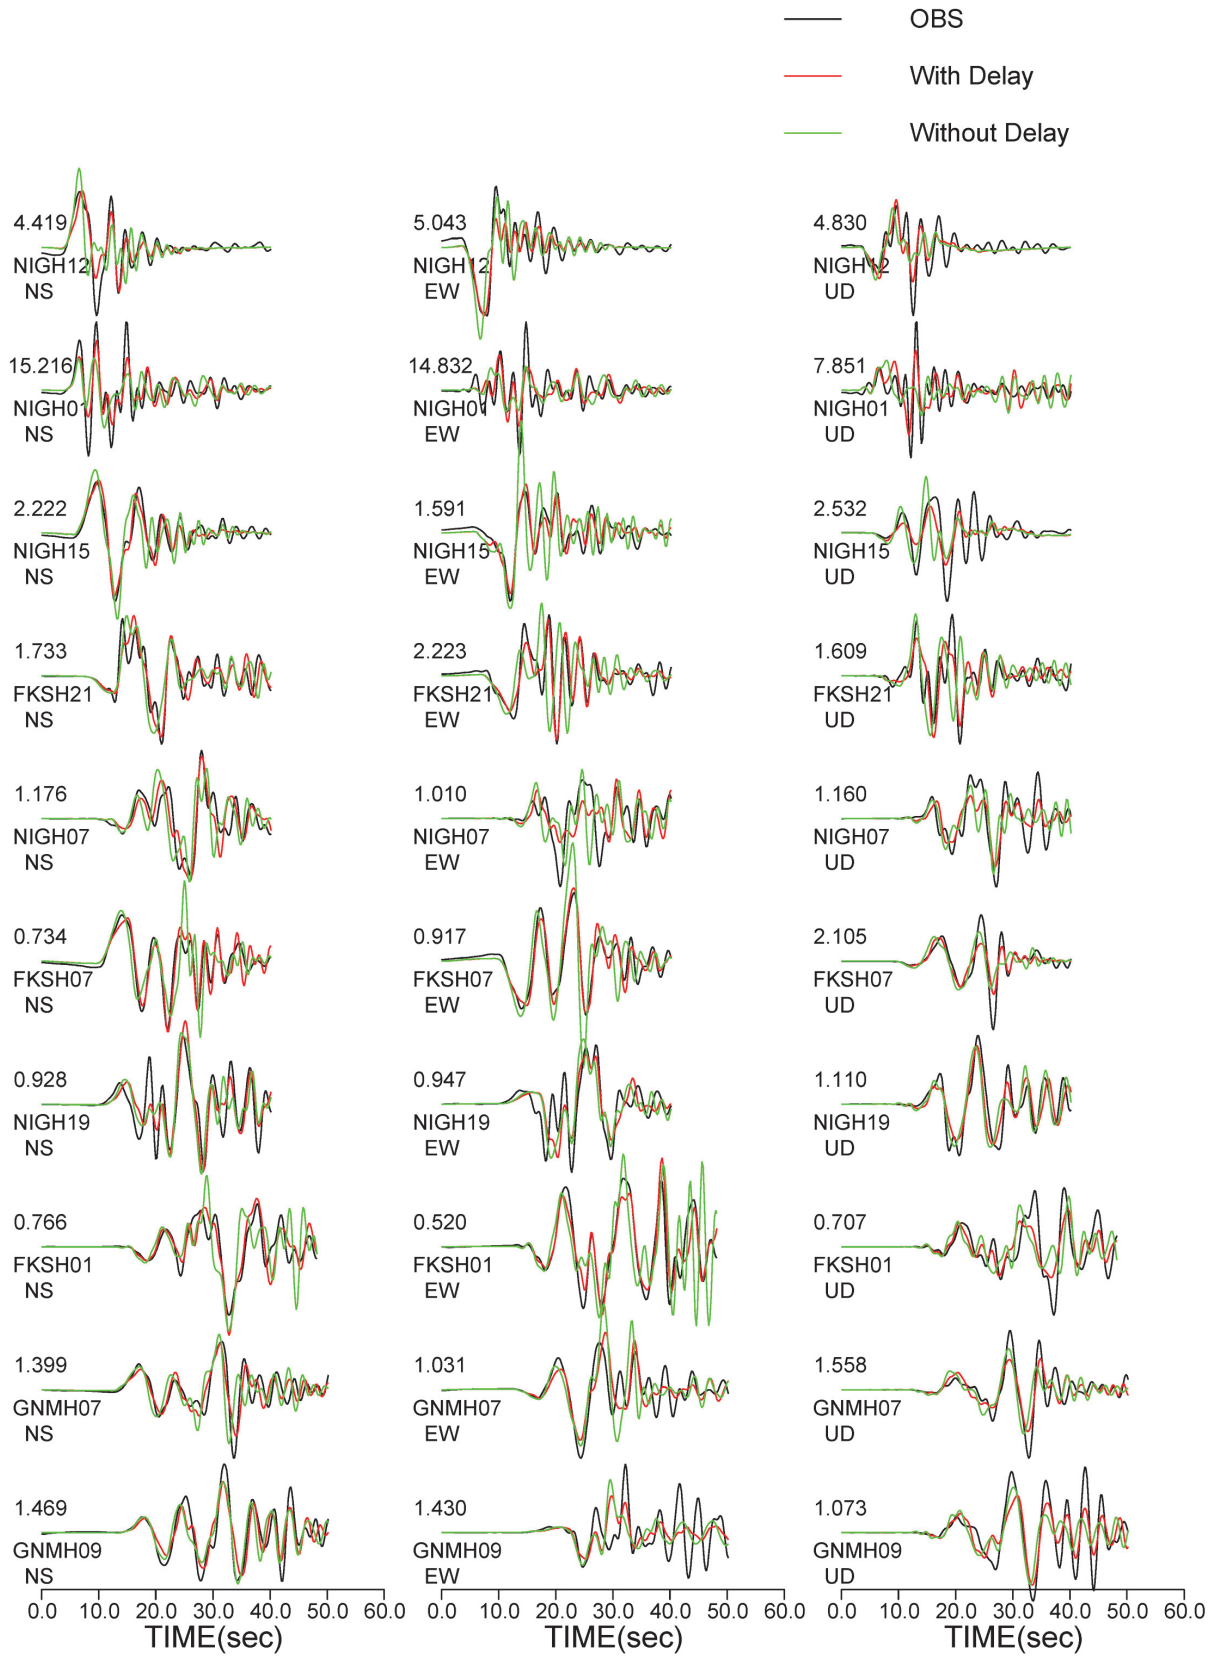 OBS
With Delay
Without Delay
4.419
NIGH12
NS
5.043
NIGH12
EW
4.830
NIGH12
UD
15.216
NIGH01
NS
14.832
NIGH01
EW
7.851
NIGH01
UD
2.222
NIGH15
NS
1.591
NIGH15
EW
2.532
NIGH15
UD
1.733
FKSH21
NS
2.223
FKSH21
EW
1.609
FKSH21
UD
1.176
NIGH07
NS
1.010
NIGH07
EW
1.160
NIGH07
UD
0.734
FKSH07
NS
0.917
FKSH07
EW
2.105
FKSH07
UD
0.928
NIGH19
NS
0.947
NIGH19
EW
1.110
NIGH19
UD
0.766
FKSH01
NS
0.520
FKSH01
EW
0.707
FKSH01
UD
1.399
GNMH07
NS
1.031
GNMH07
EW
1.558
GNMH07
UD
1.469
GNMH09
NS
1.430
GNMH09
EW
1.073
GNMH09
UD
0.0 10.0 20.0 30.0 40.0 50.0 60.0
TIME(sec)
0.0 10.0 20.0 30.0 40.0 50.0 60.0
TIME(sec)
0.0 10.0 20.0 30.0 40.0 50.0 60.0
TIME(sec)